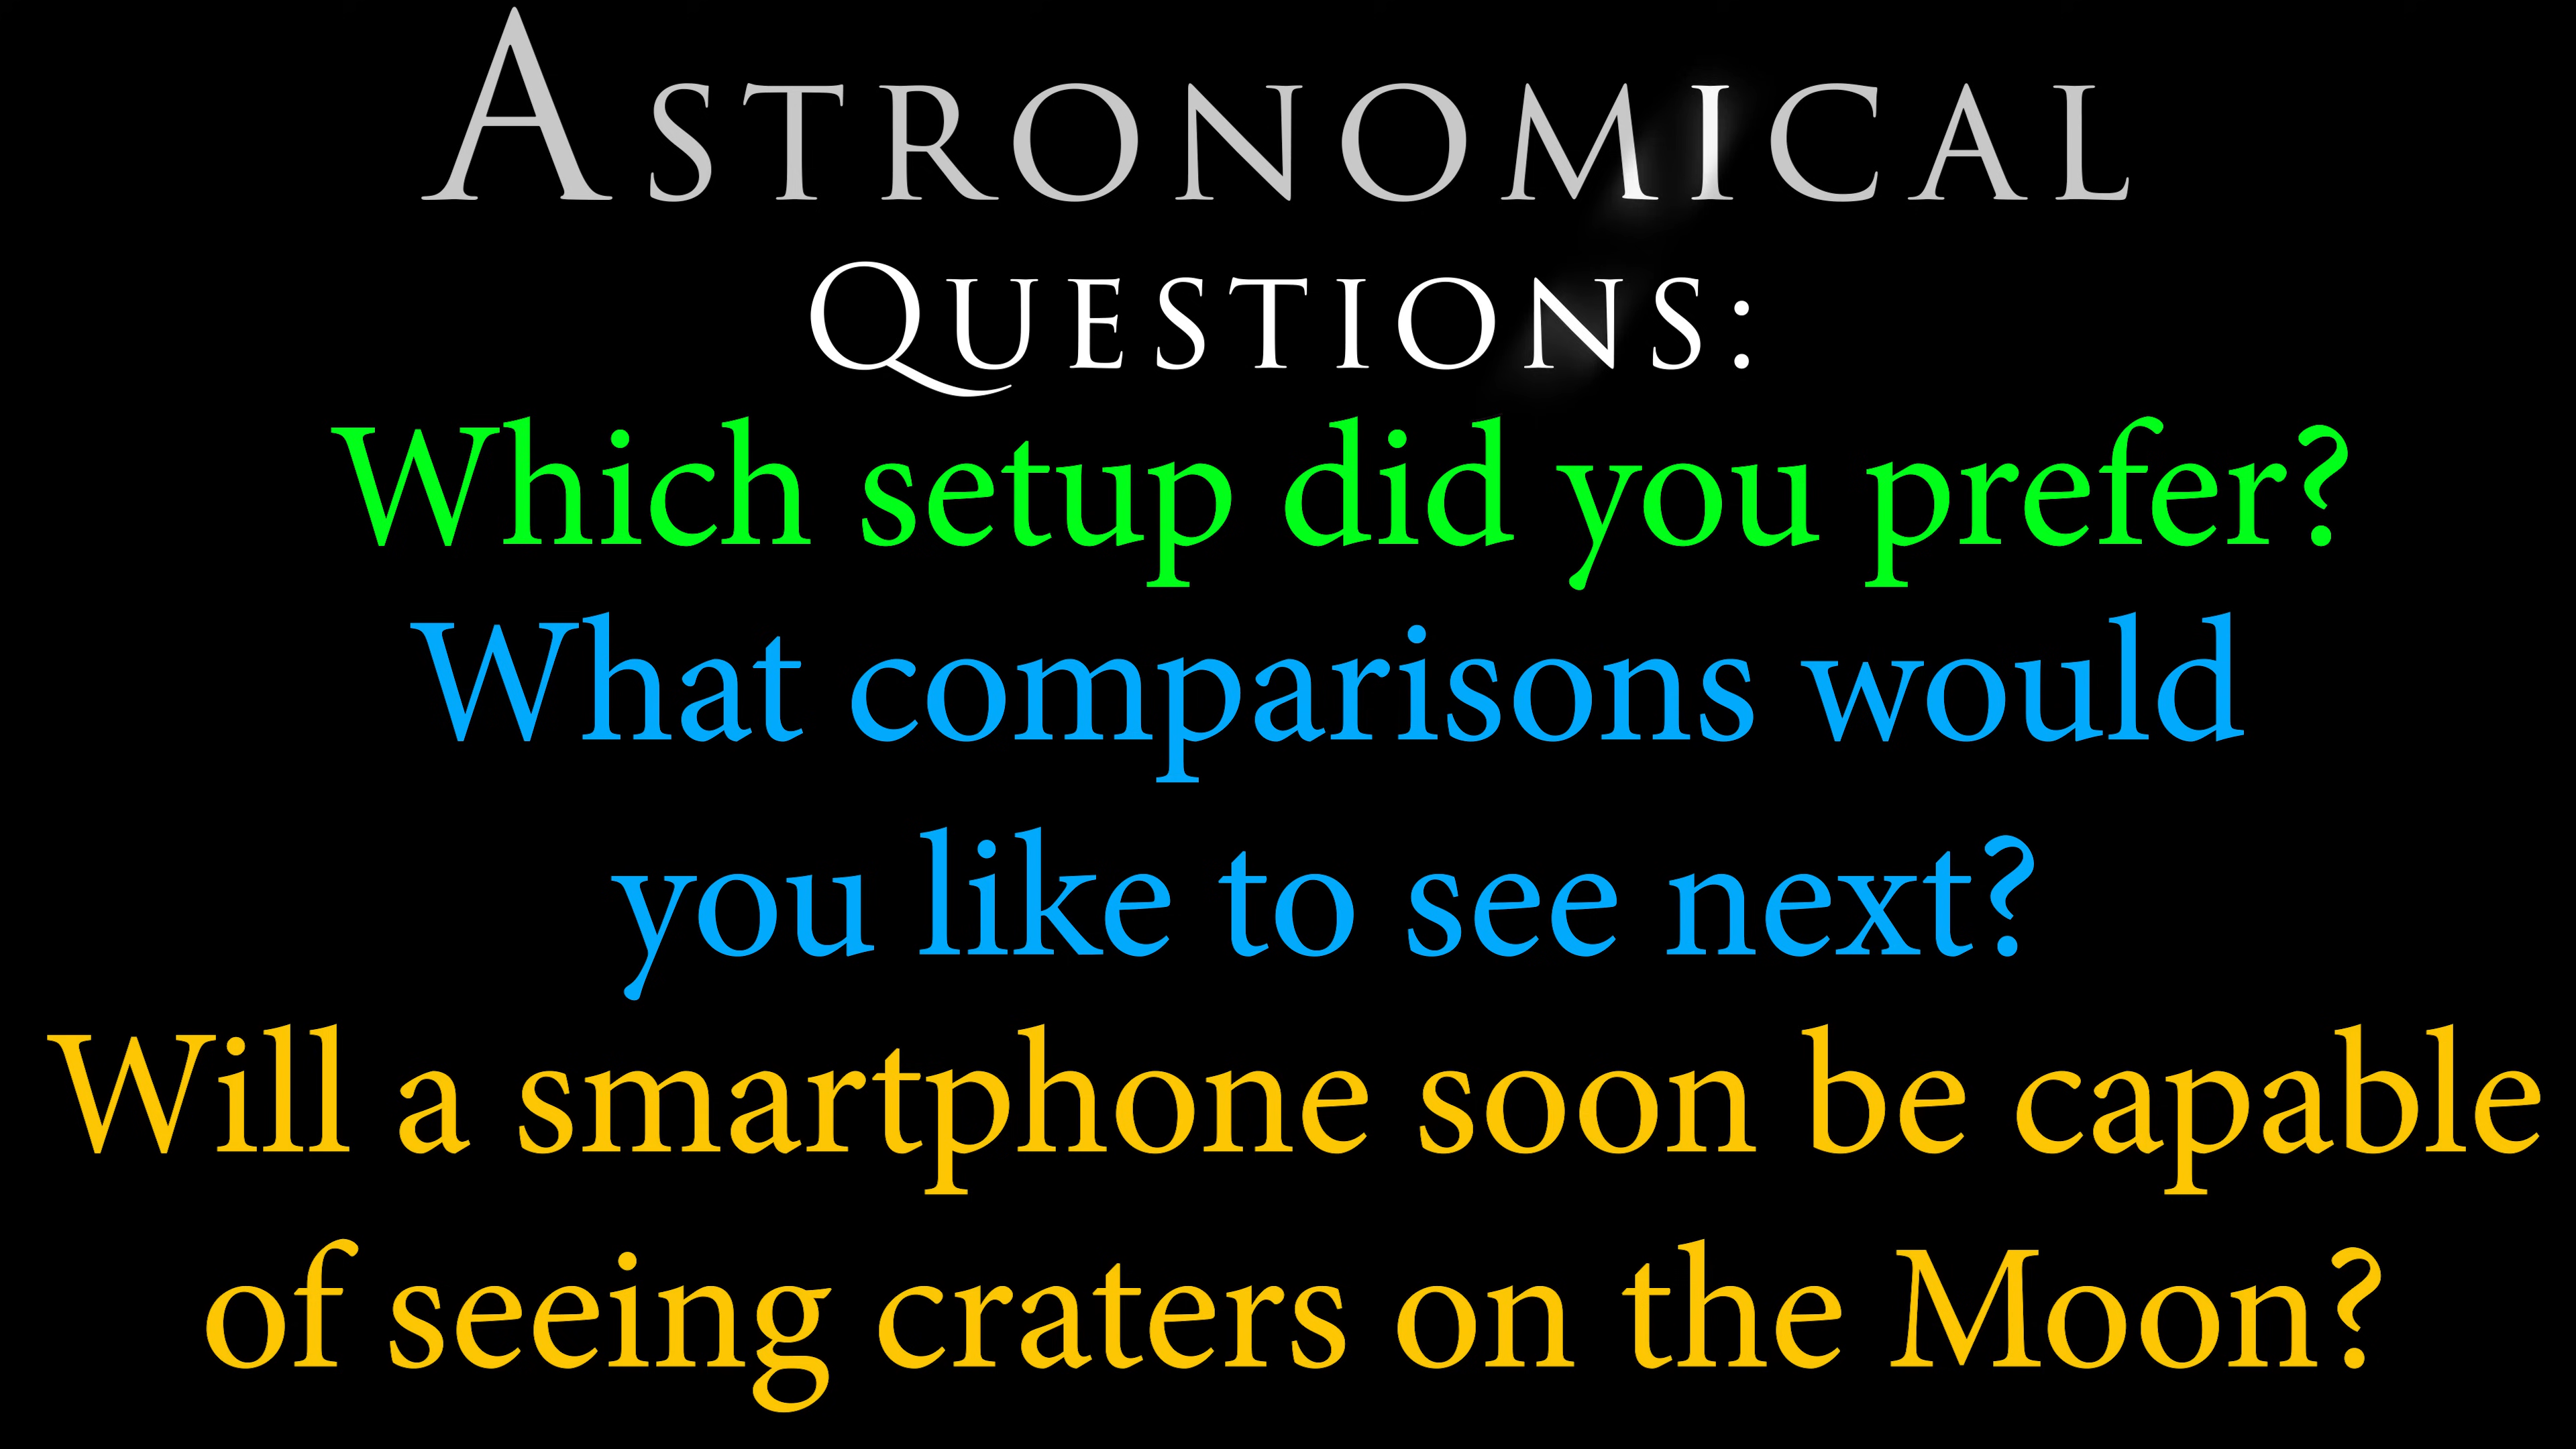 ASTRONOMICAL
QUESTIONS:
Which setup did you prefer?
What comparisons would
you like to see next?
Will a smartphone soon be capable
of seeing craters on the Moon?